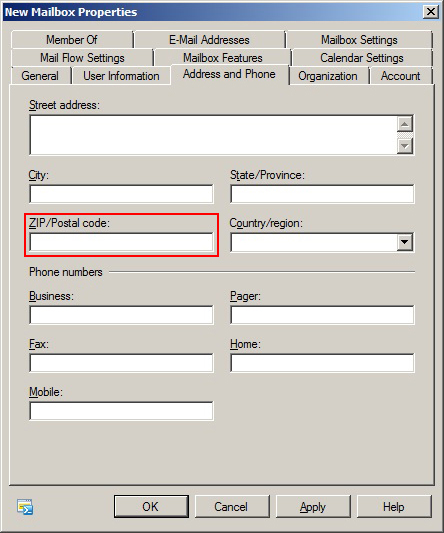 New Mailbox Properties
Member Of E-Mail Addresses Mailbox Settings
Mail Flow Settings Mailbox Features Calendar Settings
General User Information Address and Phone Organization Account
Street address:
City: State/Province:
ZIP/Postal code: Country/region:
Phone numbers
Business: Pager:
Fax: Home:
Mobile:
OK Cancel Apply Help